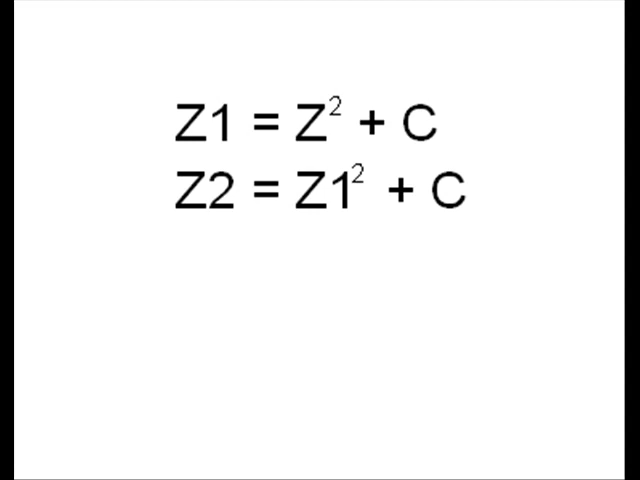 Z1 = Z² + C
Z2 = Z1² + C